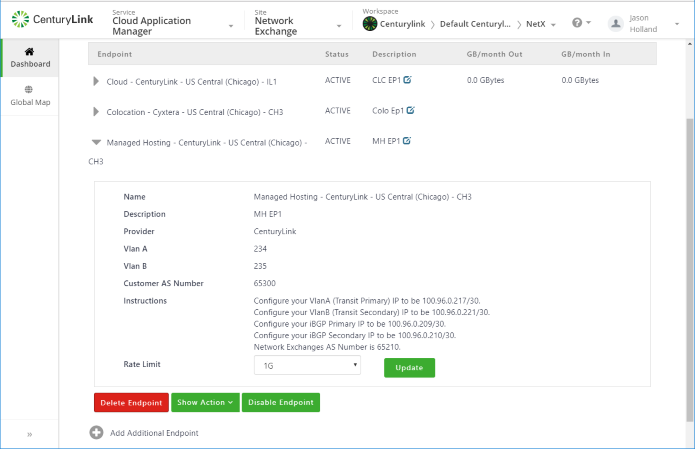 CenturyLink
Service
Cloud Application
Manager
Site
Network
Exchange
Workspace
Centurylink > Default Centuryl... > NetX
?
Jason
Holland
Dashboard
Global Map
»
Endpoint Status Description GB/month Out GB/month In
Cloud - CenturyLink - US Central (Chicago) - IL1 ACTIVE CLC EP1 0.0 GBytes 0.0 GBytes
Colocation - Cyxtera - US Central (Chicago) - CH3 ACTIVE Colo Ep1
Managed Hosting - CenturyLink - US Central (Chicago) - ACTIVE MH EP1
CH3
Name Managed Hosting - CenturyLink - US Central (Chicago) - CH3
Description MH EP1
Provider CenturyLink
Vlan A 234
Vlan B 235
Customer AS Number 65300
Instructions Configure your VlanA (Transit Primary) IP to be 100.96.0.217/30.
Configure your VlanB (Transit Secondary) IP to be 100.96.0.221/30.
Configure your iBGP Primary IP to be 100.96.0.209/30.
Configure your iBGP Secondary IP to be 100.96.0.210/30.
Network Exchanges AS Number is 65210.
Rate Limit 1G Update
Delete Endpoint Show Action Disable Endpoint
Add Additional Endpoint